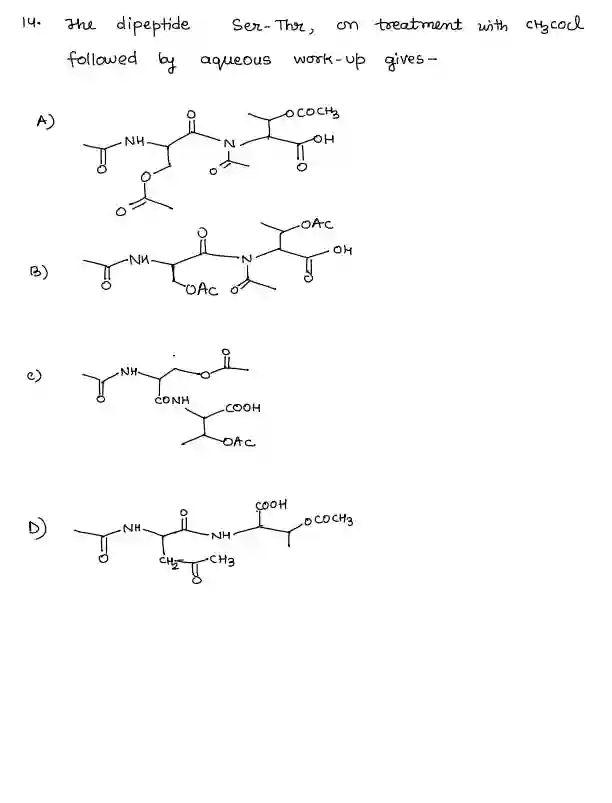 14. The dipeptide Ser-Thr, on treatment with CH3COCl
followed by aqueous work-up gives-
A)
O
OCOCH3
NH
N
OH
O
O
O
O
O
B)
O
OAC
NH
N
OH
O
OAc
O
O
C)
O
NH
O
O
CONH
COOH
OAC
D)
COOH
O
OCOCH3
NH
NH
O
CH2
CH3
O